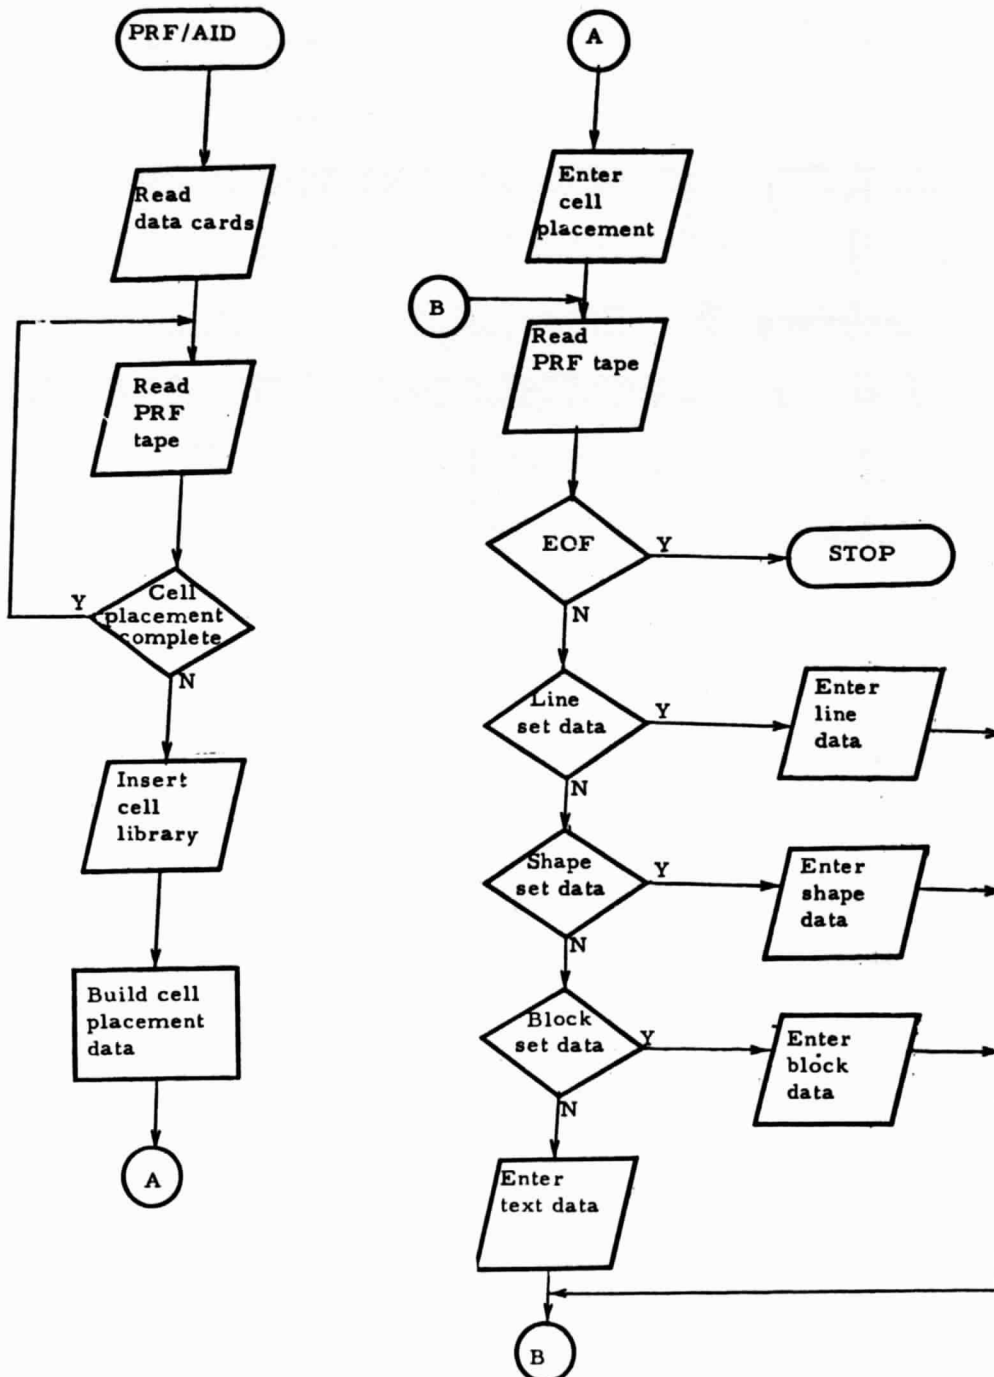 PRF/AID
Read
data cards
Read
PRF
tape
Y
Cell
placement
complete
N
Insert
cell
library
Build cell
placement
data
A
A
Enter
cell
placement
B
Read
PRF tape
EOF
Y
STOP
N
Line
set data
Y
Enter
line
data
N
Shape
set data
Y
Enter
shape
data
N
Block
set data
Y
Enter
block
data
N
Enter
text data
B